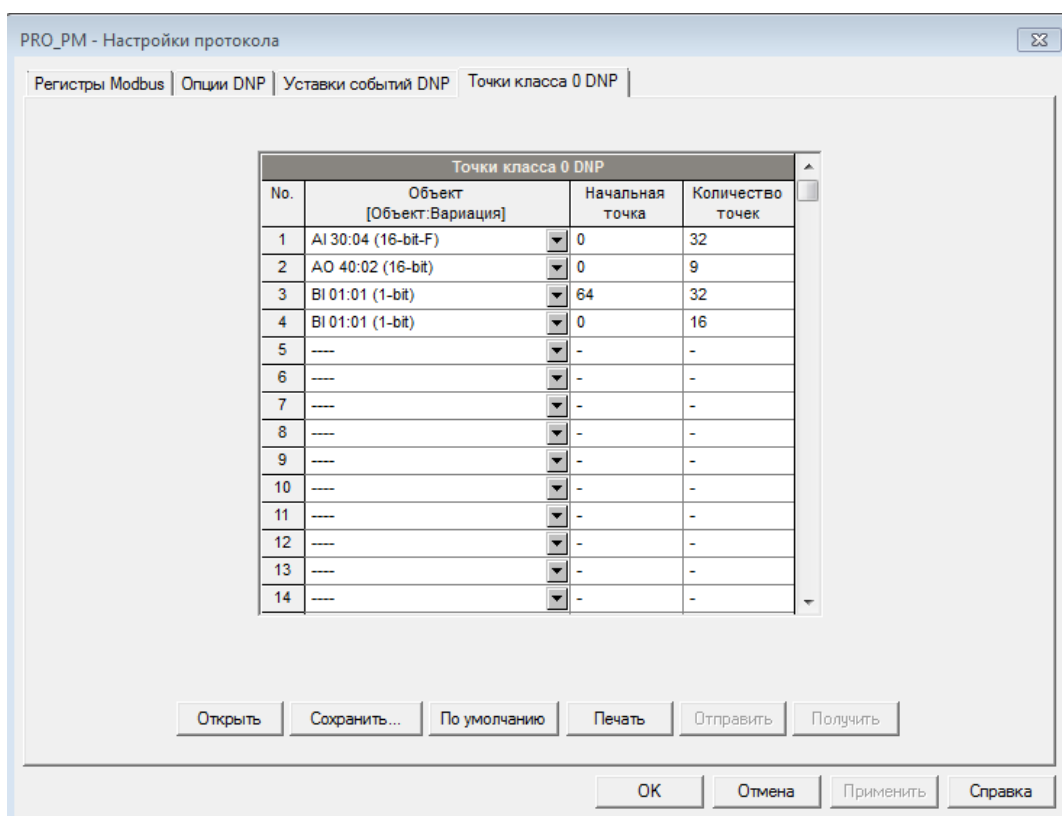 PRO_PM - Настройки протокола
Регистры Modbus Опции DNP Уставки событий DNP Точки класса 0 DNP
Точки класса 0 DNP
No. Объект Начальная Количество
[Объект:Вариация] точка точек
1 AI 30:04 (16-bit-F) 0 32
2 AO 40:02 (16-bit) 0 9
3 BI 01:01 (1-bit) 64 32
4 BI 01:01 (1-bit) 0 16
5 ---- - -
6 ---- - -
7 ---- - -
8 ---- - -
9 ---- - -
10 ---- - -
11 ---- - -
12 ---- - -
13 ---- - -
14 ---- - -
Открыть Сохранить... По умолчанию Печать Отправить Получить
OK Отмена Применить Справка